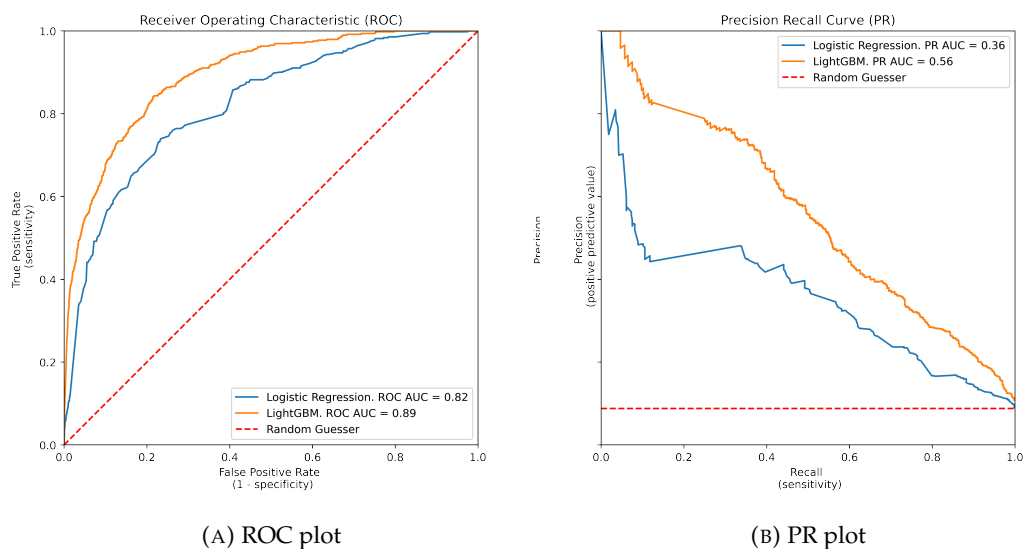 Receiver Operating Characteristic (ROC)
1.0
0.8
0.6
0.4
0.2
0.0
True Positive Rate
(sensitivity)
Logistic Regression. ROC AUC = 0.82
LightGBM. ROC AUC = 0.89
Random Guesser
0.0 0.2 0.4 0.6 0.8 1.0
False Positive Rate
(1 - specificity)
(A) ROC plot
Precision Recall Curve (PR)
Precision
Precision
(positive predictive value)
Logistic Regression. PR AUC = 0.36
LightGBM. PR AUC = 0.56
Random Guesser
0.0 0.2 0.4 0.6 0.8 1.0
Recall
(sensitivity)
(B) PR plot